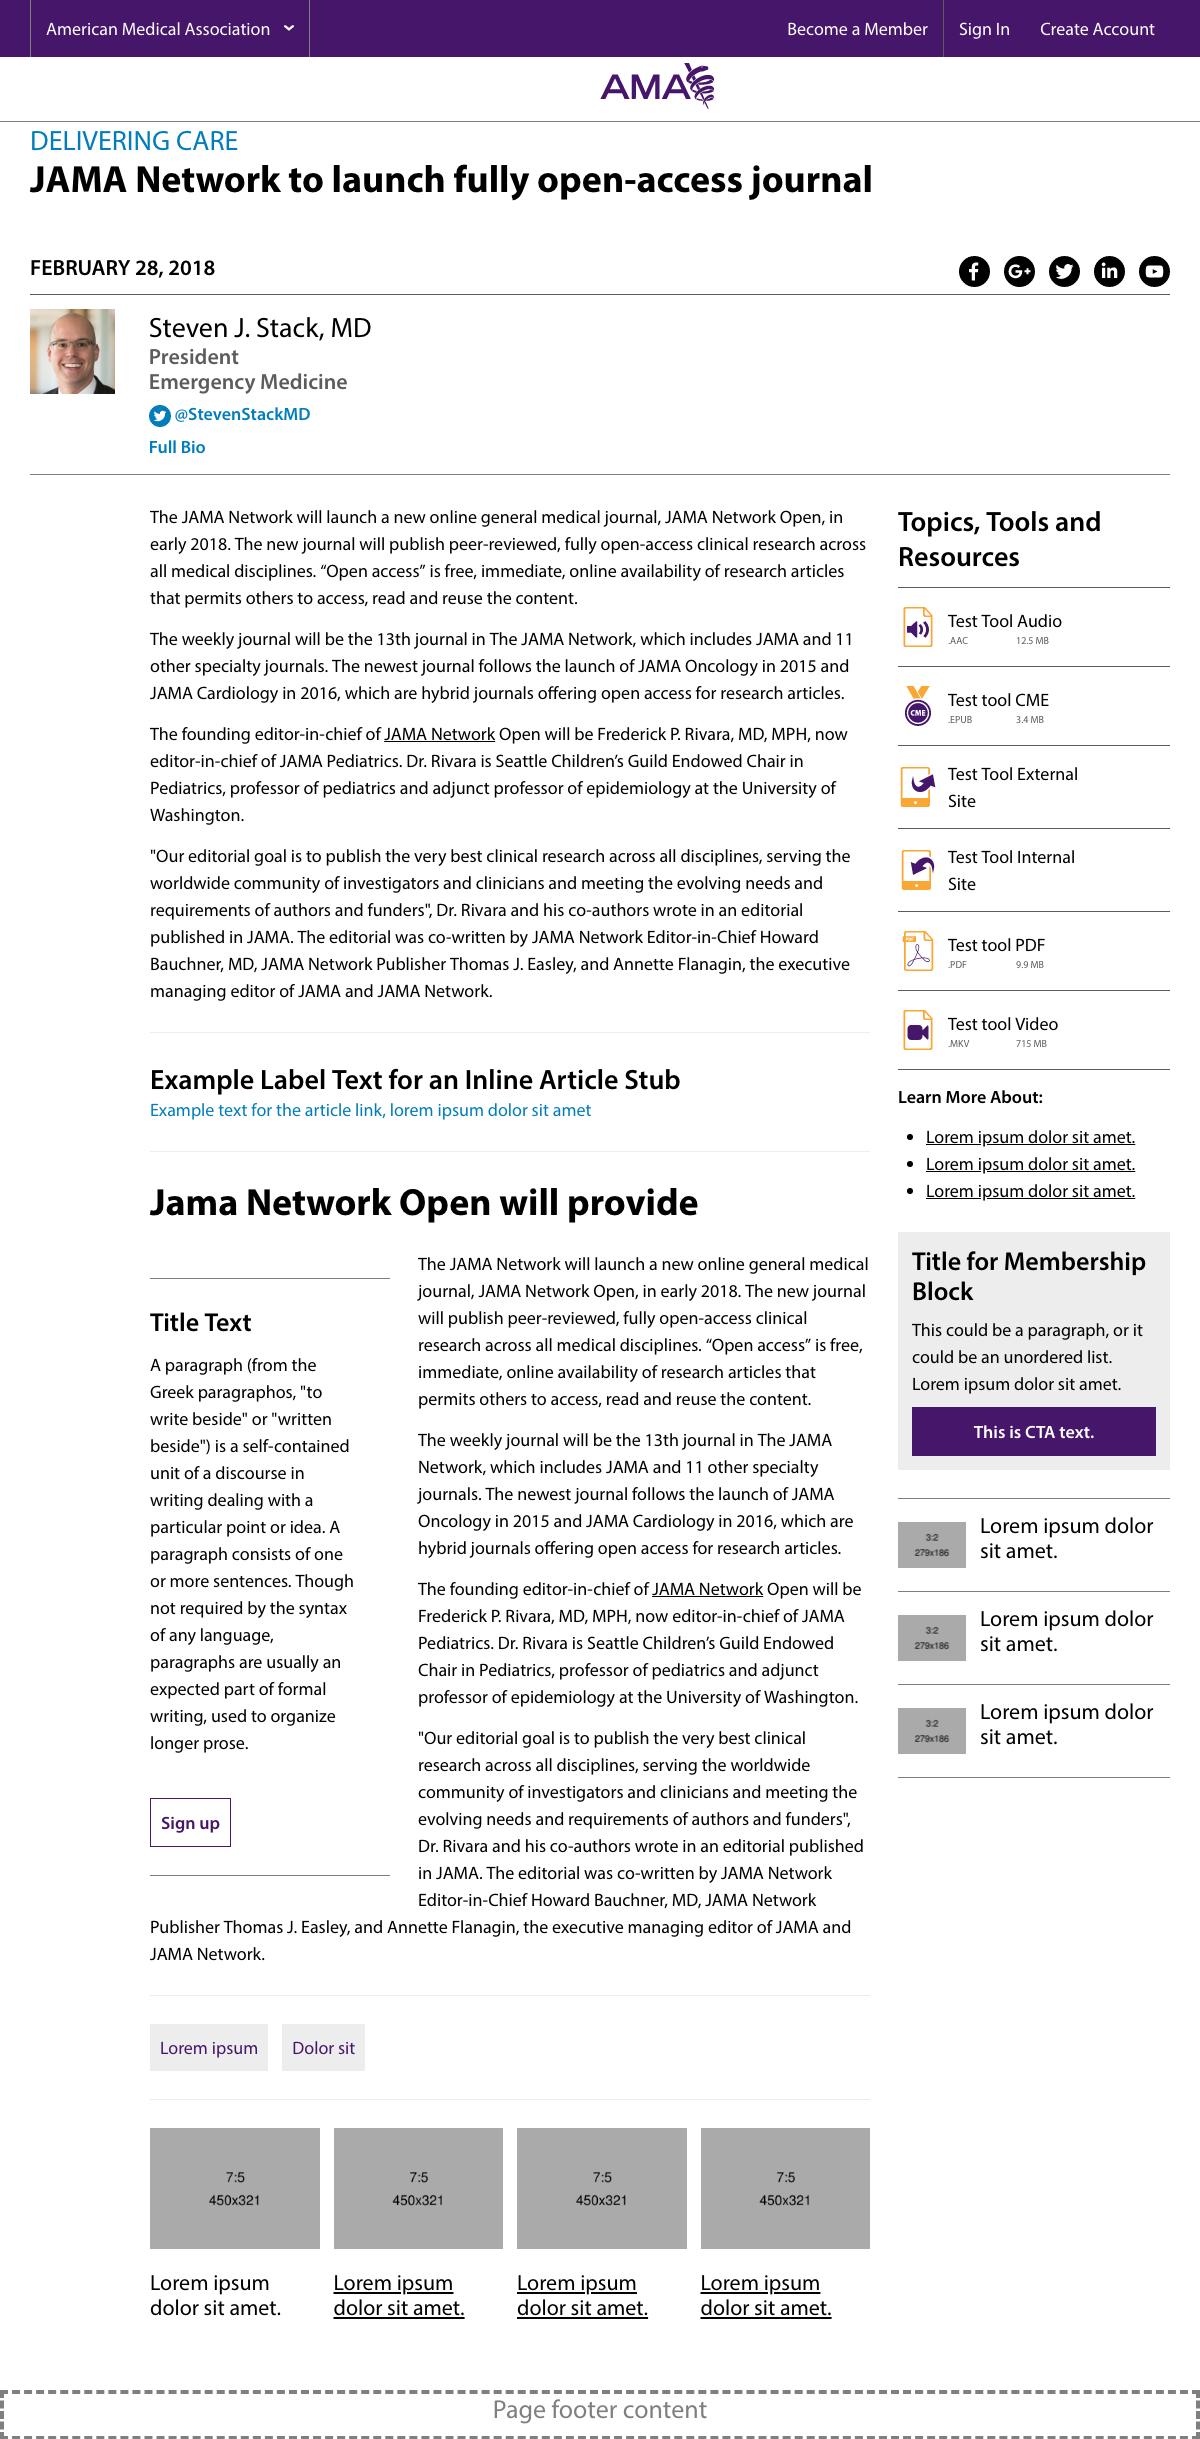 American Medical Association
Become a Member
Sign In
Create Account
AMA
DELIVERING CARE
JAMA Network to launch fully open-access journal
FEBRUARY 28, 2018
Steven J. Stack, MD
President
Emergency Medicine
@StevenStackMD
Full Bio
The JAMA Network will launch a new online general medical journal, JAMA Network Open, in
early 2018. The new journal will publish peer-reviewed, fully open-access clinical research across
all medical disciplines. “Open access” is free, immediate, online availability of research articles
that permits others to access, read and reuse the content.
The weekly journal will be the 13th journal in The JAMA Network, which includes JAMA and 11
other specialty journals. The newest journal follows the launch of JAMA Oncology in 2015 and
JAMA Cardiology in 2016, which are hybrid journals offering open access for research articles.
The founding editor-in-chief of JAMA Network Open will be Frederick P. Rivara, MD, MPH, now
editor-in-chief of JAMA Pediatrics. Dr. Rivara is Seattle Children’s Guild Endowed Chair in
Pediatrics, professor of pediatrics and adjunct professor of epidemiology at the University of
Washington.
"Our editorial goal is to publish the very best clinical research across all disciplines, serving the
worldwide community of investigators and clinicians and meeting the evolving needs and
requirements of authors and funders", Dr. Rivara and his co-authors wrote in an editorial
published in JAMA. The editorial was co-written by JAMA Network Editor-in-Chief Howard
Bauchner, MD, JAMA Network Publisher Thomas J. Easley, and Annette Flanagin, the executive
managing editor of JAMA and JAMA Network.
Example Label Text for an Inline Article Stub
Example text for the article link, lorem ipsum dolor sit amet
Jama Network Open will provide
Title Text
A paragraph (from the
Greek paragraphos, "to
write beside" or "written
beside") is a self-contained
unit of a discourse in
writing dealing with a
particular point or idea. A
paragraph consists of one
or more sentences. Though
not required by the syntax
of any language,
paragraphs are usually an
expected part of formal
writing, used to organize
longer prose.
Sign up
The JAMA Network will launch a new online general medical
journal, JAMA Network Open, in early 2018. The new journal
will publish peer-reviewed, fully open-access clinical
research across all medical disciplines. “Open access” is free,
immediate, online availability of research articles that
permits others to access, read and reuse the content.
The weekly journal will be the 13th journal in The JAMA
Network, which includes JAMA and 11 other specialty
journals. The newest journal follows the launch of JAMA
Oncology in 2015 and JAMA Cardiology in 2016, which are
hybrid journals offering open access for research articles.
The founding editor-in-chief of JAMA Network Open will be
Frederick P. Rivara, MD, MPH, now editor-in-chief of JAMA
Pediatrics. Dr. Rivara is Seattle Children’s Guild Endowed
Chair in Pediatrics, professor of pediatrics and adjunct
professor of epidemiology at the University of Washington.
"Our editorial goal is to publish the very best clinical
research across all disciplines, serving the worldwide
community of investigators and clinicians and meeting the
evolving needs and requirements of authors and funders",
Dr. Rivara and his co-authors wrote in an editorial published
in JAMA. The editorial was co-written by JAMA Network
Editor-in-Chief Howard Bauchner, MD, JAMA Network
Publisher Thomas J. Easley, and Annette Flanagin, the executive managing editor of JAMA and
JAMA Network.
Lorem ipsum
Dolor sit
7:5
450x321
Lorem ipsum
dolor sit amet.
7:5
450x321
Lorem ipsum
dolor sit amet.
7:5
450x321
Lorem ipsum
dolor sit amet.
7:5
450x321
Lorem ipsum
dolor sit amet.
Topics, Tools and
Resources
Test Tool Audio
.AAC 12.5 MB
CME
Test tool CME
.EPUB 3.4 MB
Test Tool External
Site
Test Tool Internal
Site
PDF
Test tool PDF
.PDF 9.9 MB
Test tool Video
.MKV 715 MB
Learn More About:
Lorem ipsum dolor sit amet.
Lorem ipsum dolor sit amet.
Lorem ipsum dolor sit amet.
Title for Membership
Block
This could be a paragraph, or it
could be an unordered list.
Lorem ipsum dolor sit amet.
This is CTA text.
3:2
279x186
Lorem ipsum dolor
sit amet.
3:2
279x186
Lorem ipsum dolor
sit amet.
3:2
279x186
Lorem ipsum dolor
sit amet.
Page footer content